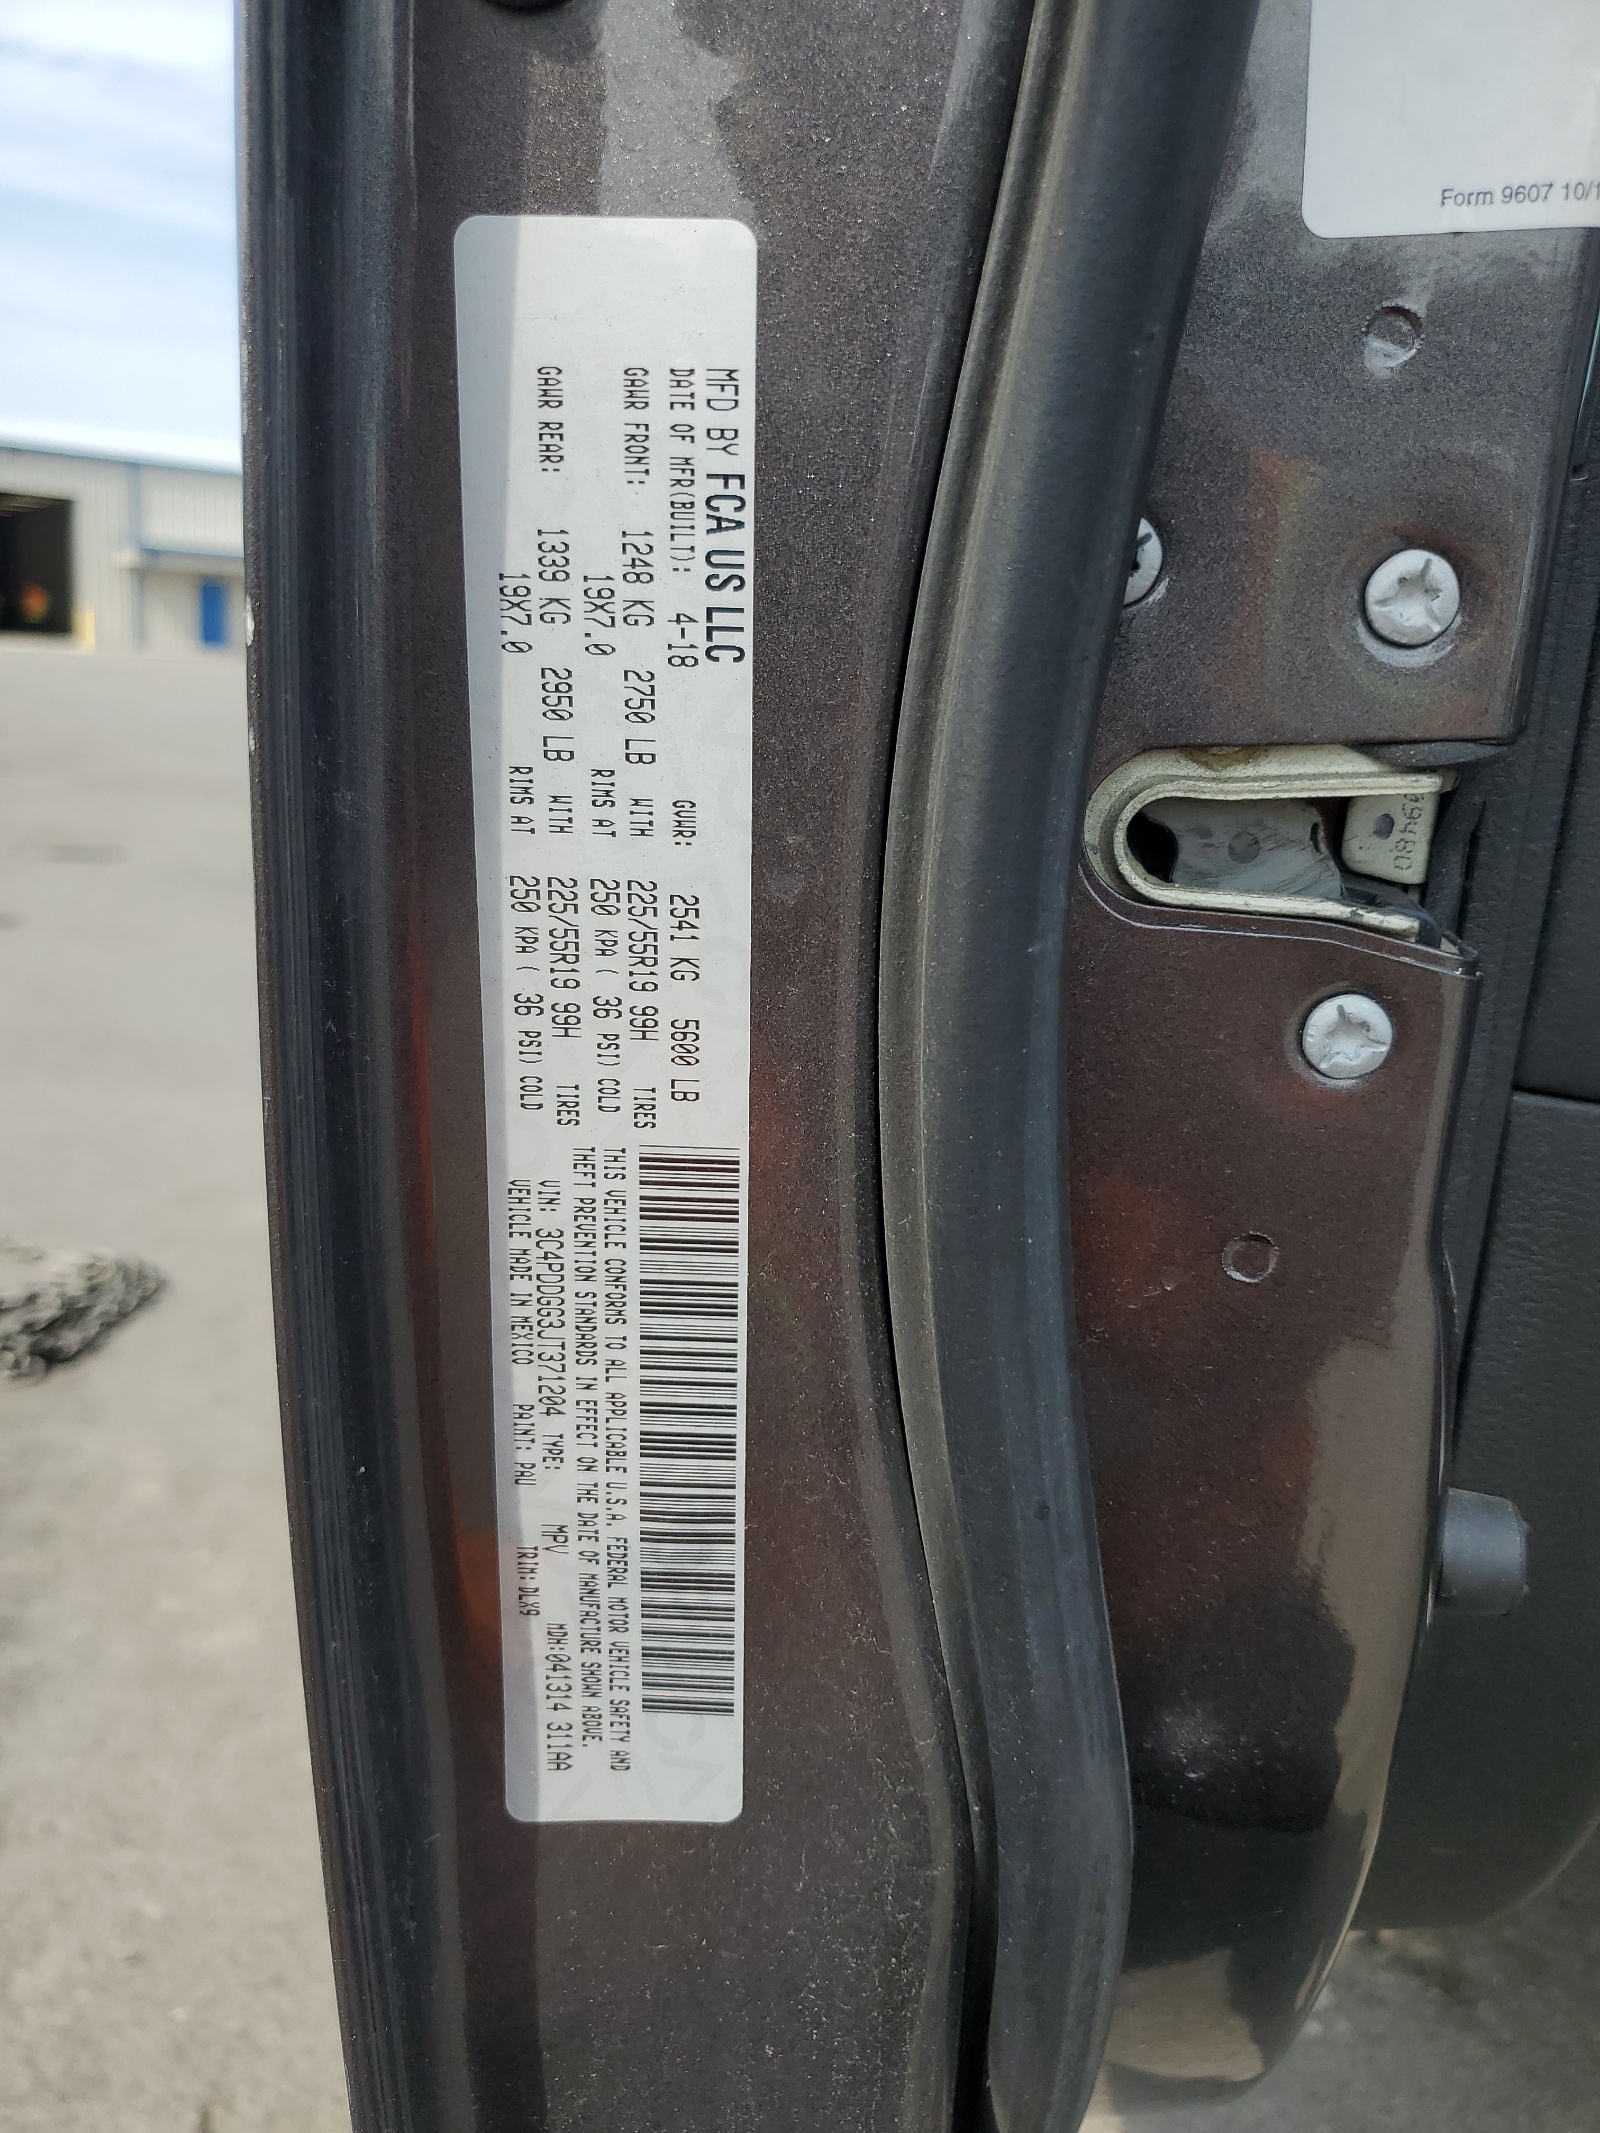 MFD BY FCA US LLC
DATE OF MFR(BUILT): 4-18 GVWR: 2541 KG 5600 LB
GAWR FRONT: 1248 KG 2750 LB WITH 225/55R19 99H TIRES
19X7.0 RIMS AT 250 KPA ( 36 PSI) COLD
GAWR REAR: 1339 KG 2950 LB WITH 225/55R19 99H TIRES
19X7.0 RIMS AT 250 KPA ( 36 PSI) COLD
THIS VEHICLE CONFORMS TO ALL APPLICABLE U.S.A. FEDERAL MOTOR VEHICLE SAFETY AND
THEFT PREVENTION STANDARDS IN EFFECT ON THE DATE OF MANUFACTURE SHOWN ABOVE.
VIN: 3C4PDDGG3JT371204 TYPE: MPV MDH:041314 311AA
VEHICLE MADE IN MEXICO PAINT: PAU TRIM: DLX9
Form 9607 10/1